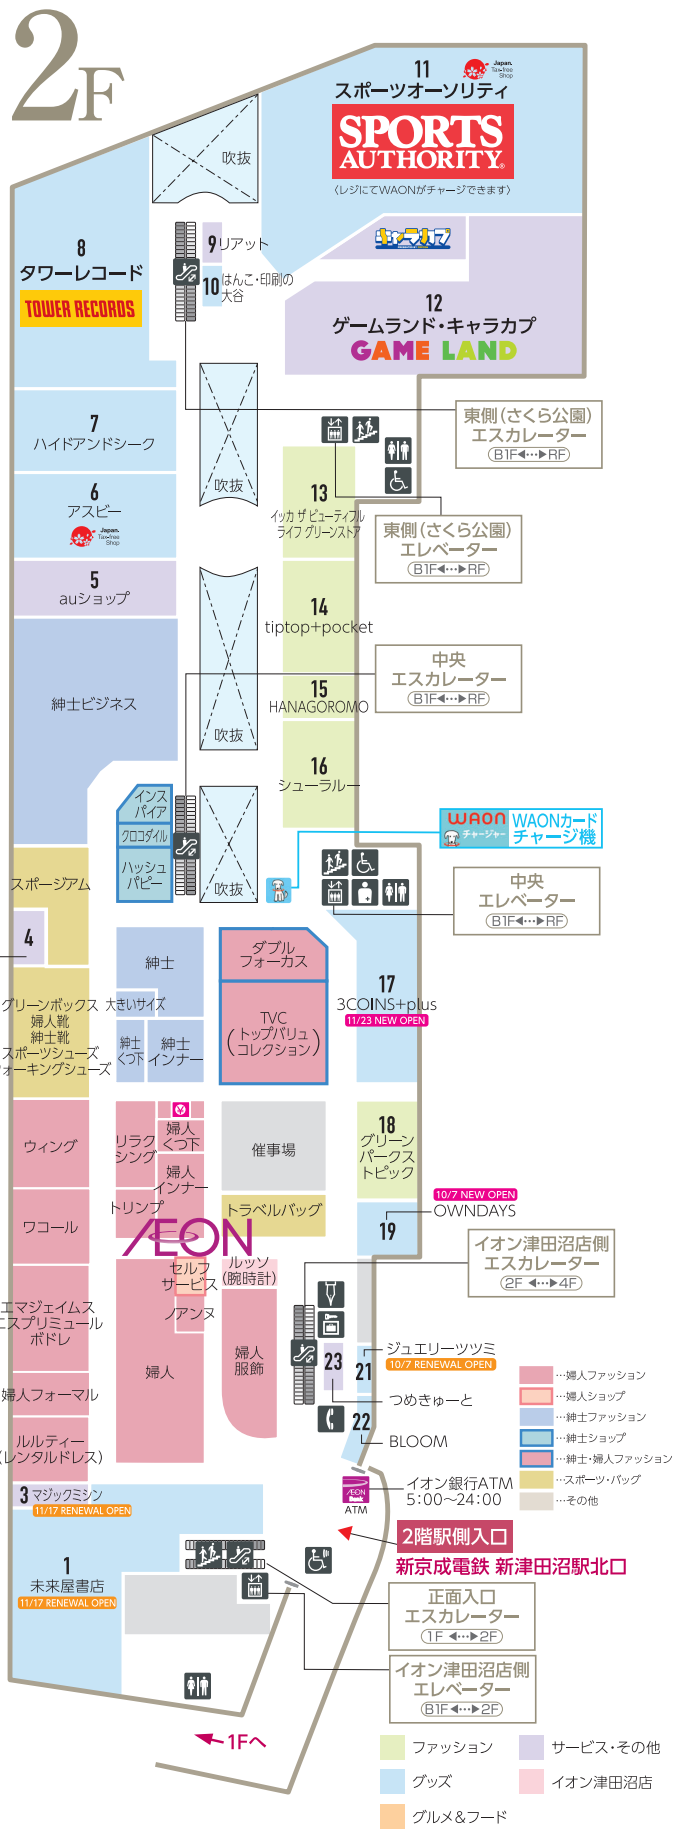 2F
11
スポーツオーソリティ
Japan.
Tax-free
Shop
SPORTS
AUTHORITY
〈レジにてWAONがチャージできます〉
吹抜
キャラカプ
8
タワーレコード
TOWER RECORDS
9 リアット
10 はんこ・印刷の
大谷
12
ゲームランド・キャラカプ
GAME LAND
東側(さくら公園)
エスカレーター
B1F◀…▶RF
7
ハイドアンドシーク
吹抜
13
イッカ ザ ビューティフル
ライフ グリーンストア
6
アスビー
Japan.
Tax-free
Shop
東側(さくら公園)
エレベーター
B1F◀…▶RF
5
auショップ
14
tiptop+pocket
中央
エスカレーター
B1F◀…▶RF
15
HANAGOROMO
紳士ビジネス
吹抜
16
シューラルー
インス
パイア
クロコダイル
ハッシュ
パピー
吹抜
WAON
チャージャー
WAONカード
チャージ機
スポージアム
中央
エレベーター
B1F◀…▶RF
4
紳士
ダブル
フォーカス
17
3COINS+plus
11/23 NEW OPEN
グリーンボックス
婦人靴
紳士靴
スポーツシューズ
ォーキングシューズ
大きいサイズ
紳士
くつ下
紳士
インナー
TVC
(トップバリュ
コレクション)
ウィング
リラク
シング
婦人
くつ下
婦人
インナー
催事場
18
グリーン
パークス
トピック
ワコール
トリンプ
トラベルバッグ
10/7 NEW OPEN
OWNDAYS
19
ÆON
セルフ
サービス
ルッソ
(腕時計)
イオン津田沼店側
エスカレーター
2F ◀…▶4F
エマジェイムス
エスプリミュール
ボドレ
ノアンヌ
婦人
婦人
服飾
23
21
ジュエリーツツミ
10/7 RENEWAL OPEN
つめきゅーと
婦人フォーマル
22
BLOOM
ルルティー
(レンタルドレス)
…婦人ファッション
…婦人ショップ
…紳士ファッション
…紳士ショップ
…紳士・婦人ファッション
…スポーツ・バッグ
…その他
3 マジックミシン
11/17 RENEWAL OPEN
ÆON
Bank
ATM
イオン銀行ATM
5:00〜24:00
2階駅側入口
新京成電鉄 新津田沼駅北口
1
未来屋書店
11/17 RENEWAL OPEN
正面入口
エスカレーター
1F ◀…▶2F
イオン津田沼店側
エレベーター
B1F◀…▶2F
1Fへ
ファッション
サービス・その他
グッズ
イオン津田沼店
グルメ&フード